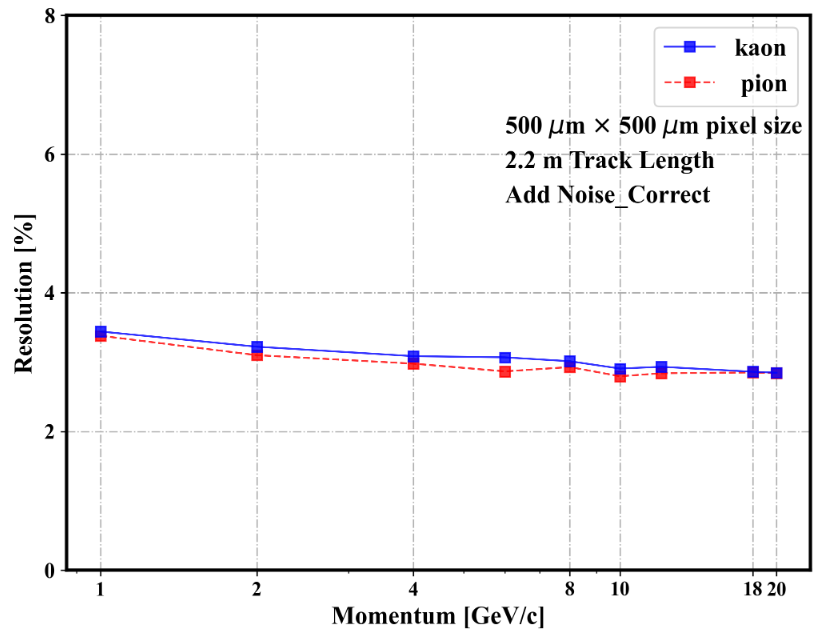 8
kaon
pion
500 μm × 500 μm pixel size
6
2.2 m Track Length
Add Noise_Correct
Resolution [%]
4
2
0
1 2 4 8 10 18 20
Momentum [GeV/c]